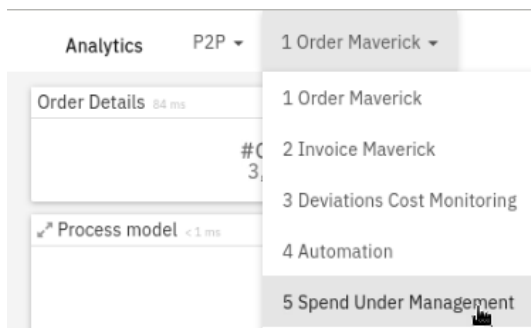 Analytics P2P 1 Order Maverick
Order Details 84 ms
1 Order Maverick
2 Invoice Maverick
3 Deviations Cost Monitoring
Process model < 1 ms
4 Automation
5 Spend Under Management